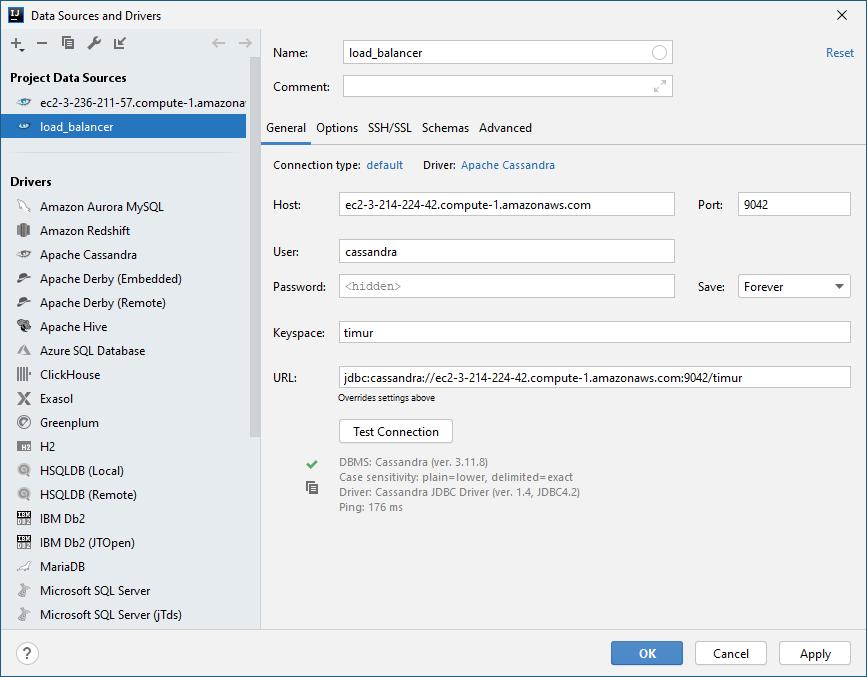 Data Sources and Drivers
Project Data Sources
ec2-3-236-211-57.compute-1.amazona
load_balancer
Drivers
Amazon Aurora MySQL
Amazon Redshift
Apache Cassandra
Apache Derby (Embedded)
Apache Derby (Remote)
Apache Hive
Azure SQL Database
ClickHouse
Exasol
Greenplum
H2
HSQLDB (Local)
HSQLDB (Remote)
IBM Db2
IBM Db2 (JTOpen)
MariaDB
Microsoft SQL Server
Microsoft SQL Server (jTds)
Name: load_balancer Reset
Comment:
General Options SSH/SSL Schemas Advanced
Connection type: default Driver: Apache Cassandra
Host: ec2-3-214-224-42.compute-1.amazonaws.com Port: 9042
User: cassandra
Password: <hidden> Save: Forever
Keyspace: timur
URL: jdbc:cassandra://ec2-3-214-224-42.compute-1.amazonaws.com:9042/timur
Overrides settings above
Test Connection
DBMS: Cassandra (ver. 3.11.8)
Case sensitivity: plain=lower, delimited=exact
Driver: Cassandra JDBC Driver (ver. 1.4, JDBC4.2)
Ping: 176 ms
? OK Cancel Apply